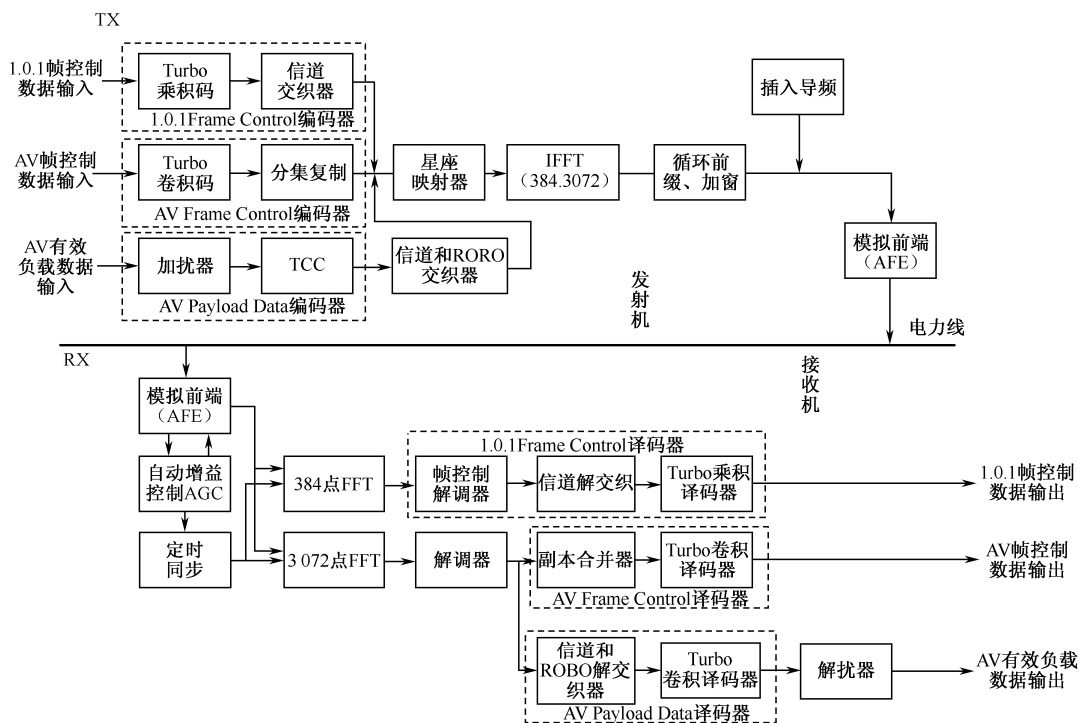 TX
1.0.1帧控制
数据输入
Turbo
乘积码
信道
交织器
1.0.1Frame Control编码器
插入导频
AV帧控制
数据输入
Turbo
卷积码
分集复制
AV Frame Control编码器
星座
映射器
IFFT
(384.3072)
循环前
缀、加窗
AV有效
负载数据
输入
加扰器
TCC
AV Payload Data编码器
信道和RORO
交织器
模拟前端
(AFE)
发射机
电力线
RX
接收机
模拟前端
(AFE)
自动增益
控制AGC
定时
同步
384点FFT
1.0.1Frame Control译码器
帧控制
解调器
信道解交织
Turbo乘积
译码器
1.0.1帧控制
数据输出
3 072点FFT
解调器
副本合并器
Turbo卷积
译码器
AV Frame Control译码器
AV帧控制
数据输出
信道和
ROBO解交
织器
Turbo
卷积译码器
AV Payload Data译码器
解扰器
AV有效负载
数据输出